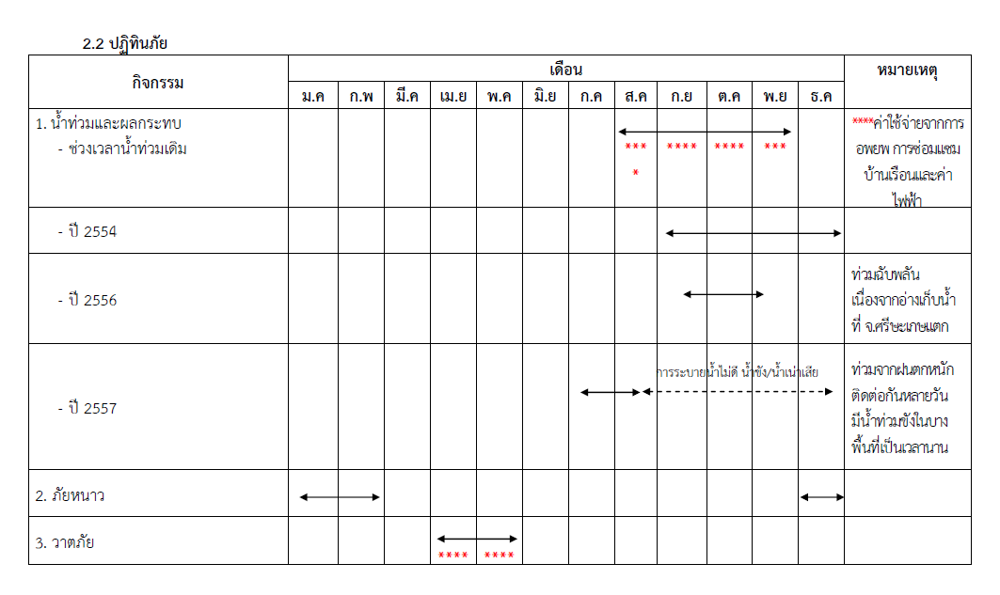 2.2 ปฏิทินภัย
กิจกรรม
เดือน
หมายเหตุ
ม.ค ก.พ มี.ค เม.ย พ.ค มิ.ย ก.ค ส.ค ก.ย ต.ค พ.ย ธ.ค
1. น้ำท่วมและผลกระทบ
- ช่วงเวลาน้ำท่วมเดิม
*** **** **** ***
*
****ค่าใช้จ่ายจากการ
อพยพ การซ่อมแซม
บ้านเรือนและค่า
ไฟฟ้า
- ปี 2554
- ปี 2556
ท่วมฉับพลัน
เนื่องจากอ่างเก็บน้ำ
ที่ จ.ศรีษะเกษแตก
- ปี 2557
การระบายน้ำไม่ดี น้ำขัง/น้ำเน่าเสีย
ท่วมจากฝนตกหนัก
ติดต่อกันหลายวัน
มีน้ำท่วมขังในบาง
พื้นที่เป็นเวลานาน
2. ภัยหนาว
3. วาตภัย
**** ****